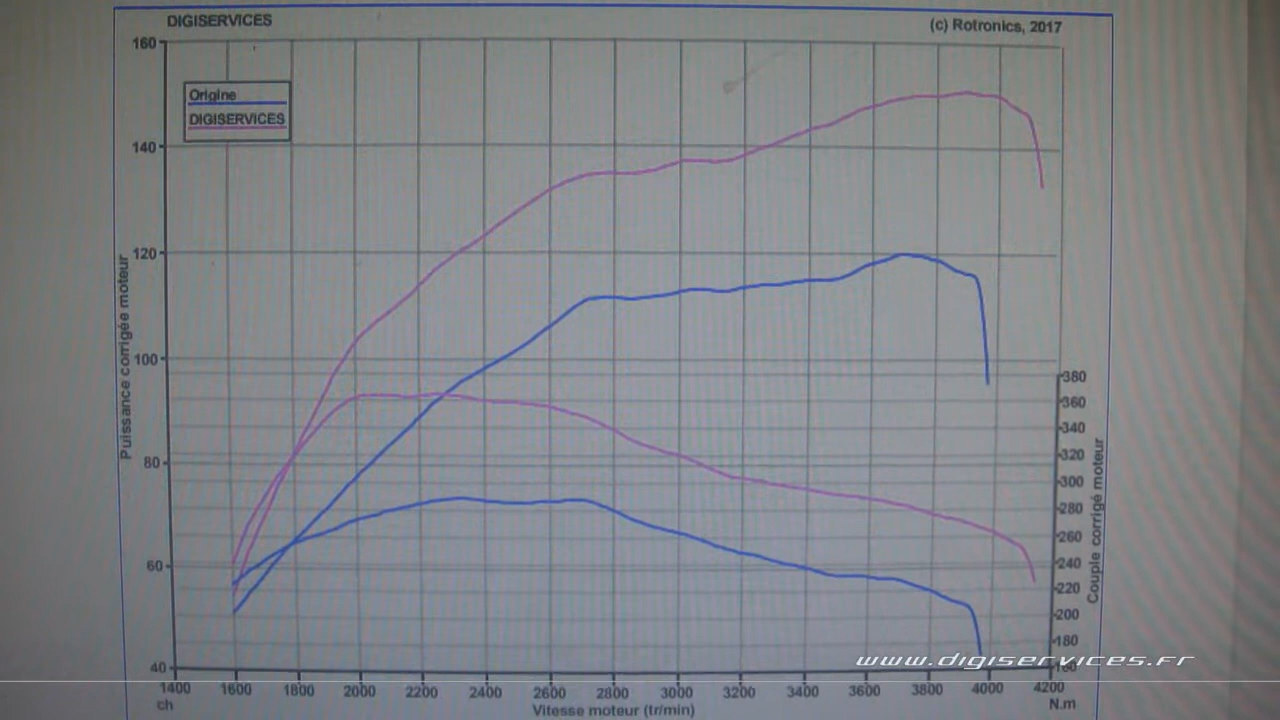 DIGISERVICES
(c) Rotronics, 2017
Origine
DIGISERVICES
160
140
120
100
80
60
40
Puissance corrigée moteur
380
360
340
320
300
280
260
240
220
200
180
160
Couple corrigé moteur
www.digiservices.fr
1400 1600 1800 2000 2200 2400 2600 2800 3000 3200 3400 3600 3800 4000 4200
ch Vitesse moteur (tr/min) N.m